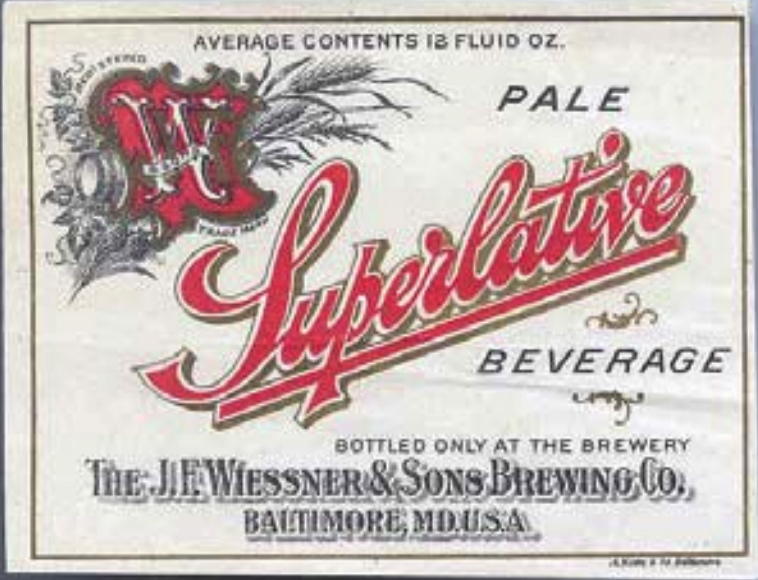 AVERAGE CONTENTS 12 FLUID OZ.
REGISTERED
W
TRADE MARK
PALE
Superlative
BEVERAGE
BOTTLED ONLY AT THE BREWERY
THE J.F. WIESSNER & SONS BREWING CO.
BALTIMORE, MD. U.S.A.